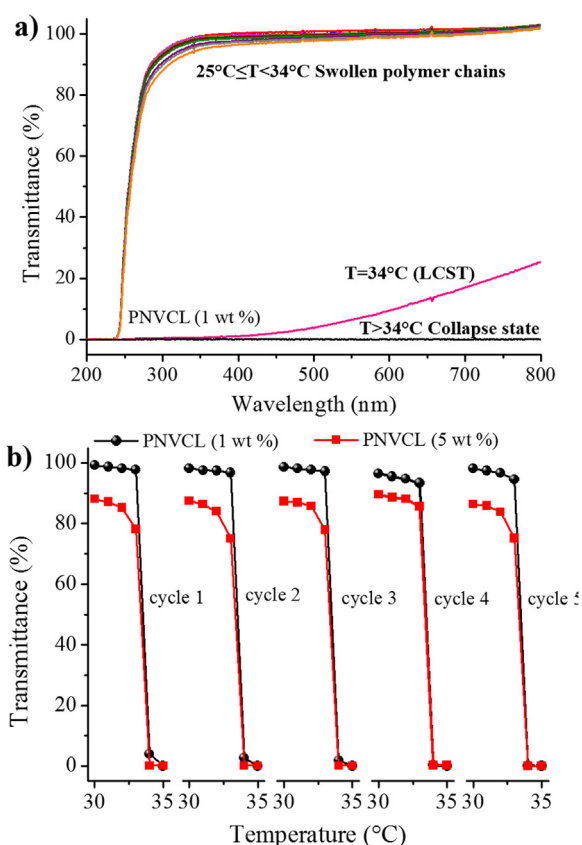 a)
100
80
60
40
20
0
Transmittance (%)
25°C≤T<34°C Swollen polymer chains
T=34°C (LCST)
PNVCL (1 wt %)
T>34°C Collapse state
200 300 400 500 600 700 800
Wavelength (nm)
PNVCL (1 wt %) PNVCL (5 wt %)
b)
100
80
60
40
20
0
Transmittance (%)
cycle 1 cycle 2 cycle 3 cycle 4 cycle 5
30 35 30 35 30 35 30 35 30 35
Temperature (°C)